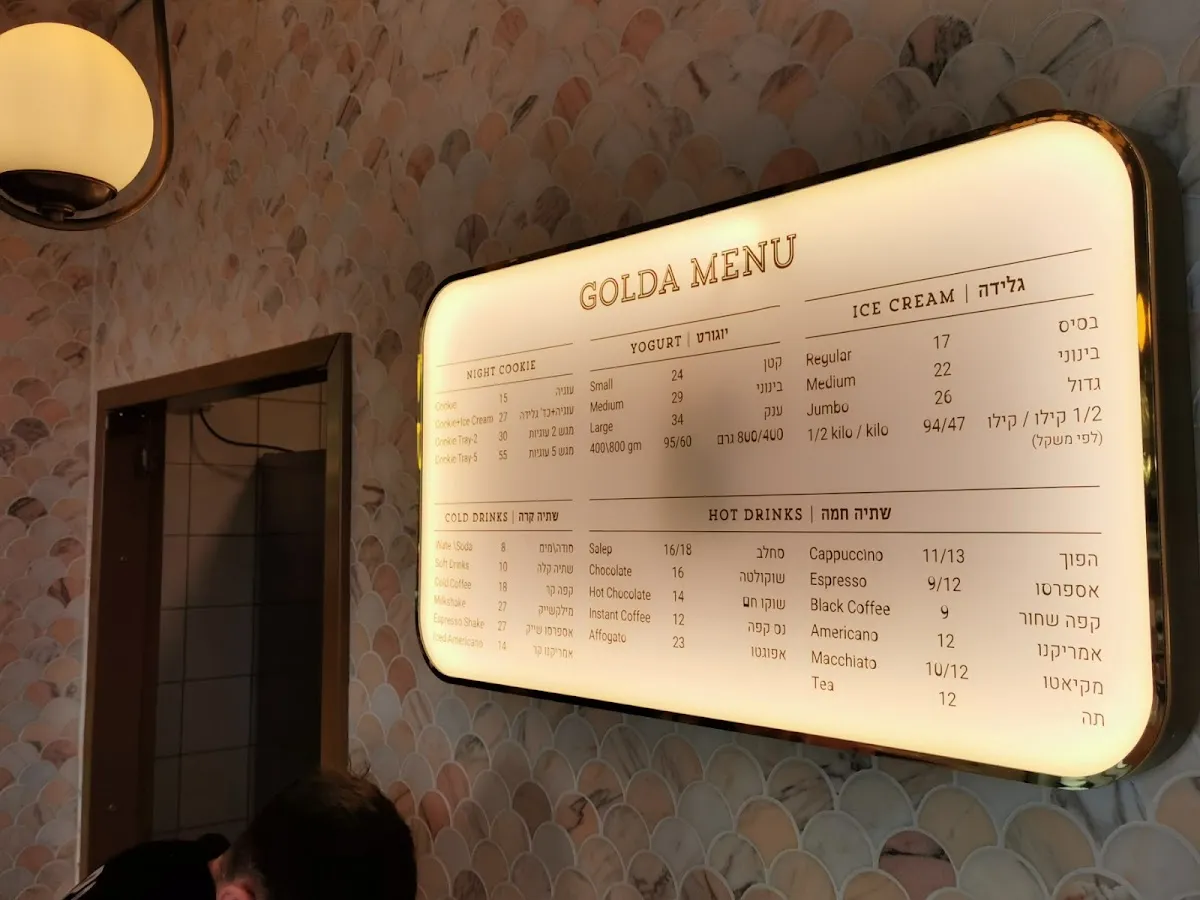 GOLDA MENU
NIGHT COOKIE
Cookie 15 עוגיה
Cookie+Ice Cream 27 עוגיה+כד' גלידה
Cookie Tray-2 30 מגש 2 עוגיות
Cookie Tray-5 55 מגש 5 עוגיות
YOGURT | יוגורט
Small 24 קטן
Medium 29 בינוני
Large 34 ענק
400\800 gm 95/60 800/400 גרם
ICE CREAM | גלידה
Regular 17 בסיס
Medium 22 בינוני
Jumbo 26 גדול
1/2 kilo / kilo 94/47 1/2 קילו / קילו
(לפי משקל)
COLD DRINKS | שתיה קרה
Water \Soda 8 סודה\מים
Soft Drinks 10 שתיה קלה
Cold Coffee 18 קפה קר
Milkshake 27 מילקשייק
Espresso Shake 27 אספרסו שייק
Iced Americano 14 אמריקנו קר
HOT DRINKS | שתיה חמה
Salep 16/18 סחלב
Chocolate 16 שוקולטה
Hot Chocolate 14 שוקו חם
Instant Coffee 12 נס קפה
Affogato 23 אפוגטו
Cappuccino 11/13 הפוך
Espresso 9/12 אספרסו
Black Coffee 9 קפה שחור
Americano 12 אמריקנו
Macchiato 10/12 מקיאטו
Tea 12 תה